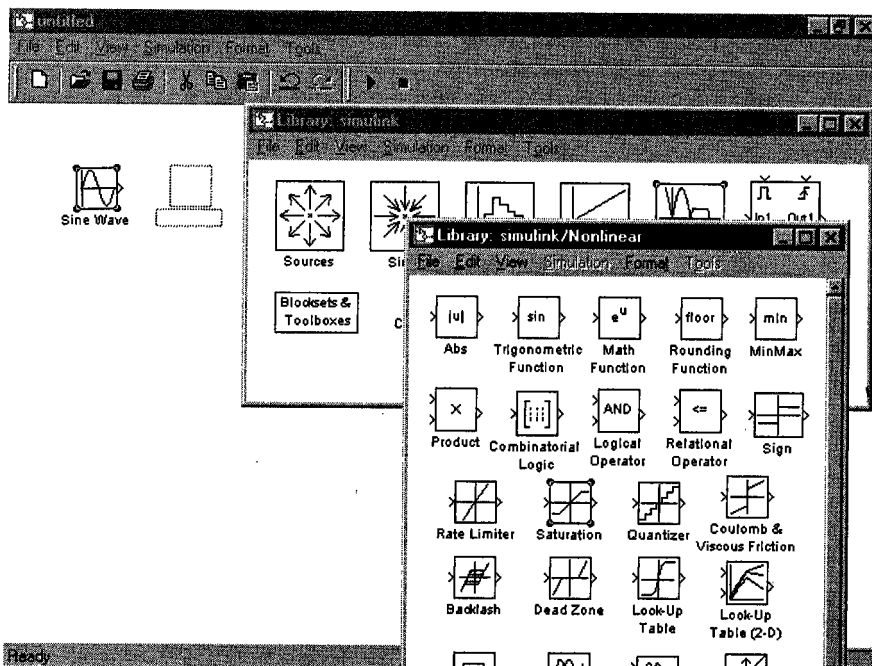 untitled
File Edit View Simulation Format Tools
Library: simulink
File Edit View Simulation Format Tools
Sine Wave
In1 Out1
Sources
Library: simulink/Nonlinear
File Edit View Simulation Format Tools
Blocksets &
Toolboxes
|u|
sin
e^u
floor
min
Abs
Trigonometric
Function
Math
Function
Rounding
Function
MinMax
×
AND
<=
Product
Combinatorial
Logic
Logical
Operator
Relational
Operator
Sign
Rate Limiter
Saturation
Quantizer
Coulomb &
Viscous Friction
Backlash
Dead Zone
Look-Up
Table
Look-Up
Table (2-D)
Ready